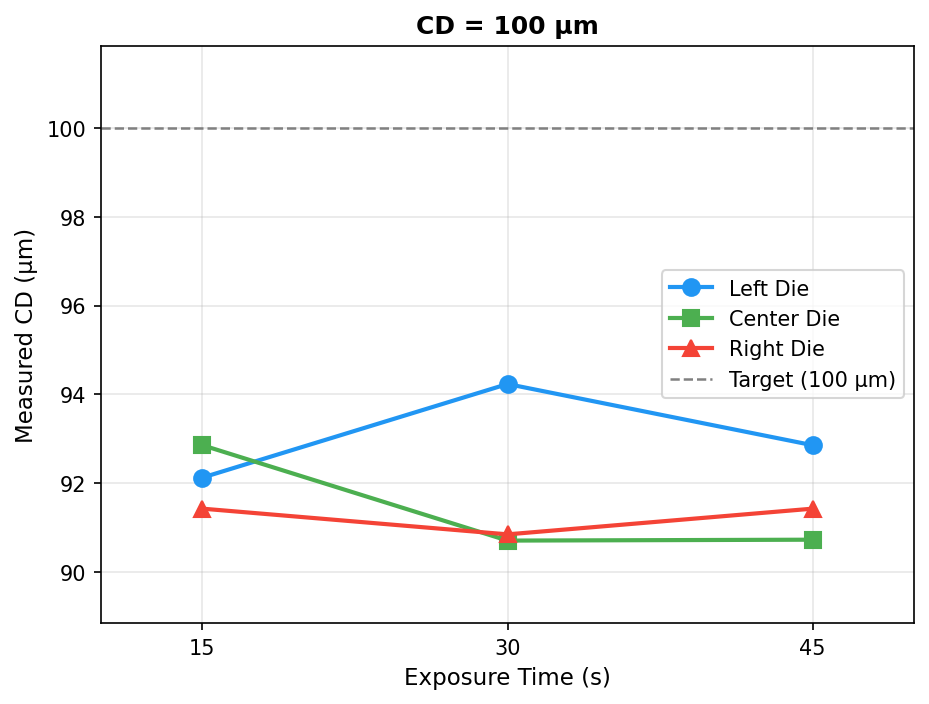 CD = 100 µm
Measured CD (µm)
100
98
96
94
92
90
Left Die
Center Die
Right Die
Target (100 µm)
15
30
45
Exposure Time (s)